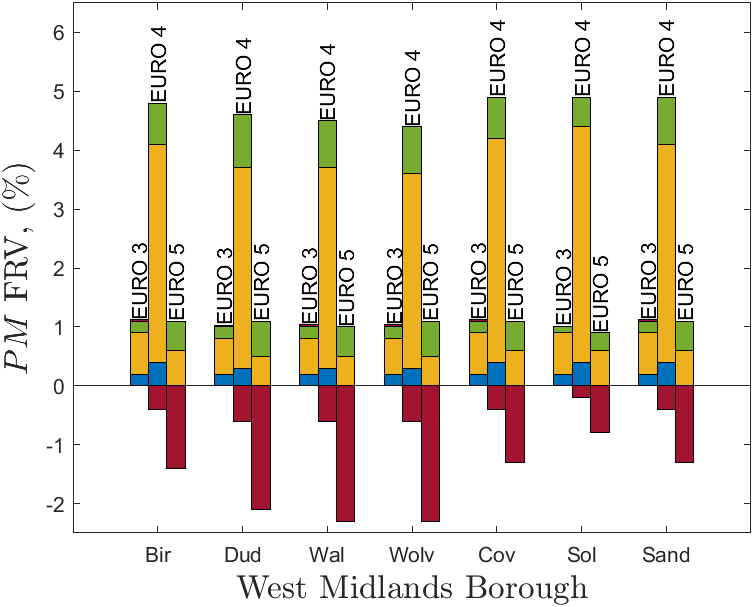 6
5
4
3
2
1
0
-1
-2
PM FRV, (%)
EURO 3
EURO 4
EURO 5
EURO 3
EURO 4
EURO 5
EURO 3
EURO 4
EURO 5
EURO 3
EURO 4
EURO 5
EURO 3
EURO 4
EURO 5
EURO 3
EURO 4
EURO 5
EURO 3
EURO 4
EURO 5
Bir Dud Wal Wolv Cov Sol Sand
West Midlands Borough